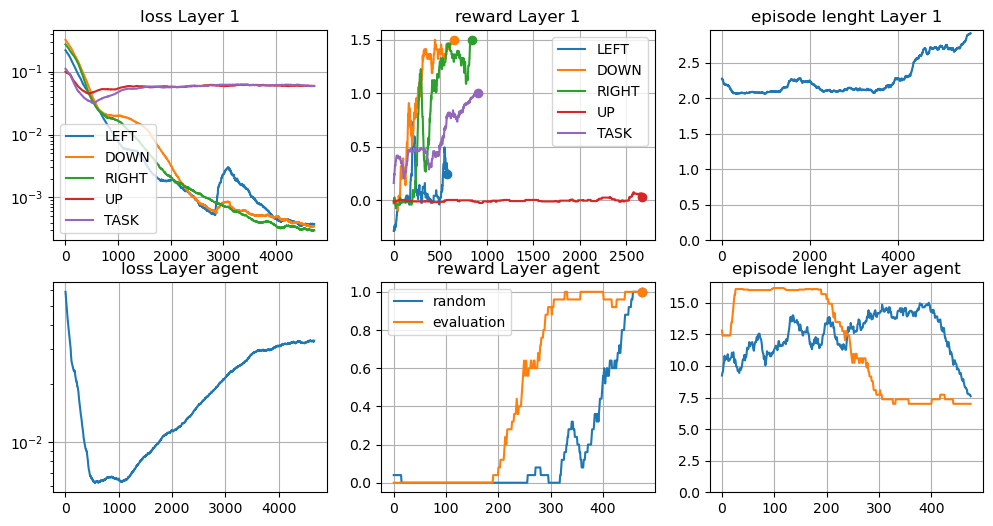 loss Layer 1
reward Layer 1
episode lenght Layer 1
10⁻¹
10⁻²
10⁻³
LEFT
DOWN
RIGHT
UP
TASK
0 1000 2000 3000 4000
1.5
1.0
0.5
0.0
LEFT
DOWN
RIGHT
UP
TASK
0 500 1000 1500 2000 2500
2.5
2.0
1.5
1.0
0.5
0.0
0 2000 4000
loss Layer agent
reward Layer agent
episode lenght Layer agent
10⁻²
0 1000 2000 3000 4000
1.0
0.8
0.6
0.4
0.2
0.0
random
evaluation
0 200 400
15.0
12.5
10.0
7.5
5.0
2.5
0.0
0 100 200 300 400